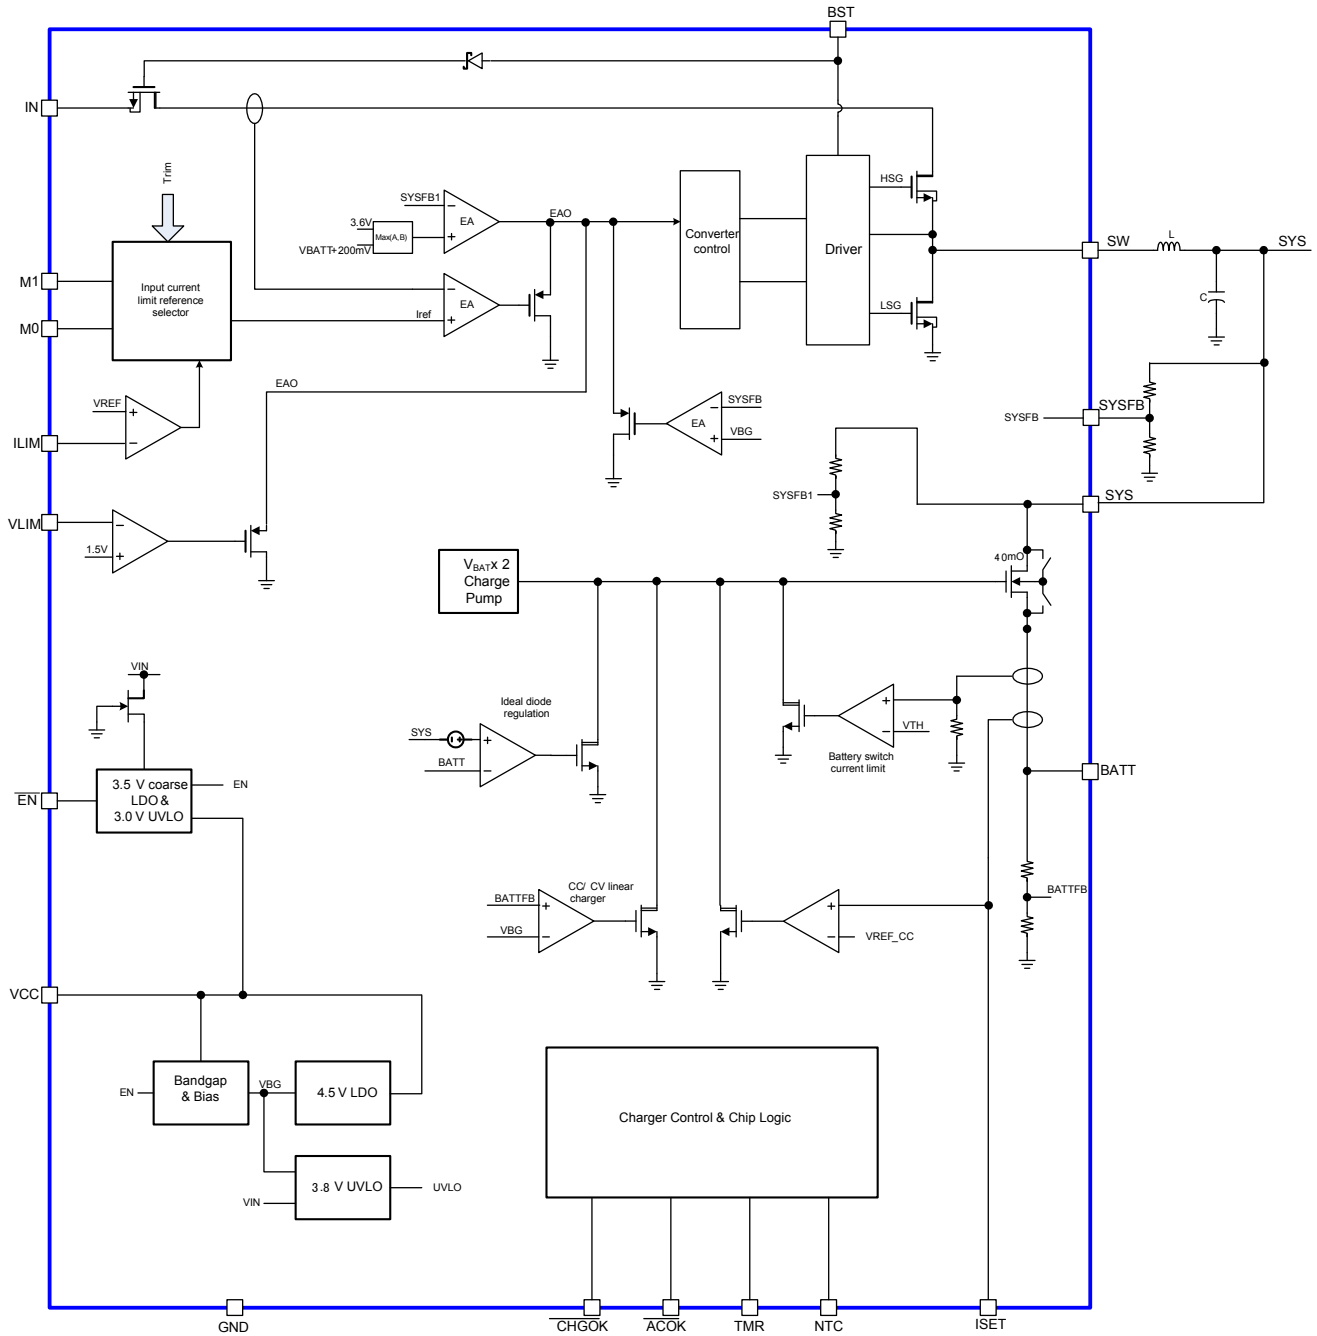 BST
IN
Trim
HSG
SYSFB1
EA
EAO
3.6V
Max(A,B)
VBATT+200mV
Converter
control
Driver
SW
L
SYS
C
M1
M0
Input current
limit reference
selector
EA
Iref
LSG
EAO
VREF
ILIM
SYSFB
EA
VBG
SYSFB
SYSFB
SYSFB1
SYS
VLIM
1.5V
40mΩ
VBAT x 2
Charge
Pump
VIN
Ideal diode
regulation
SYS
BATT
VTH
Battery switch
current limit
BATT
EN
3.5 V coarse
LDO &
3.0 V UVLO
EN
CC/ CV linear
charger
BATTFB
VBG
VREF_CC
BATTFB
VCC
Bandgap
& Bias
EN
VBG
4.5 V LDO
3.8 V UVLO
VIN
UVLO
Charger Control & Chip Logic
GND
CHGOK
ACOK
TMR
NTC
ISET